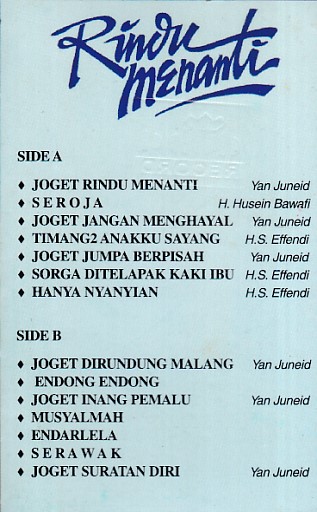 Rindu
Menanti
SIDE A
♦ JOGET RINDU MENANTI Yan Juneid
♦ S E R O J A H. Husein Bawafi
♦ JOGET JANGAN MENGHAYAL Yan Juneid
♦ TIMANG2 ANAKKU SAYANG H.S. Effendi
♦ JOGET JUMPA BERPISAH Yan Juneid
♦ SORGA DITELAPAK KAKI IBU H.S. Effendi
♦ HANYA NYANYIAN H.S. Effendi
SIDE B
♦ JOGET DIRUNDUNG MALANG Yan Juneid
♦ ENDONG ENDONG
♦ JOGET INANG PEMALU Yan Juneid
♦ MUSYALMAH
♦ ENDARLELA
♦ S E R A W A K
♦ JOGET SURATAN DIRI Yan Juneid